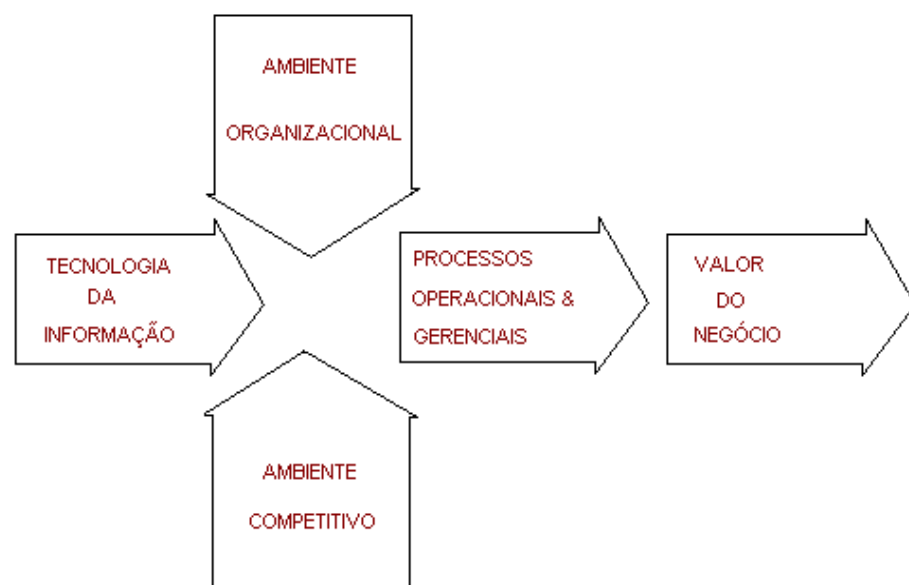 AMBIENTE
ORGANIZACIONAL
TECNOLOGIA
DA
INFORMAÇÃO
PROCESSOS
OPERACIONAIS &
GERENCIAIS
VALOR
DO
NEGÓCIO
AMBIENTE
COMPETITIVO